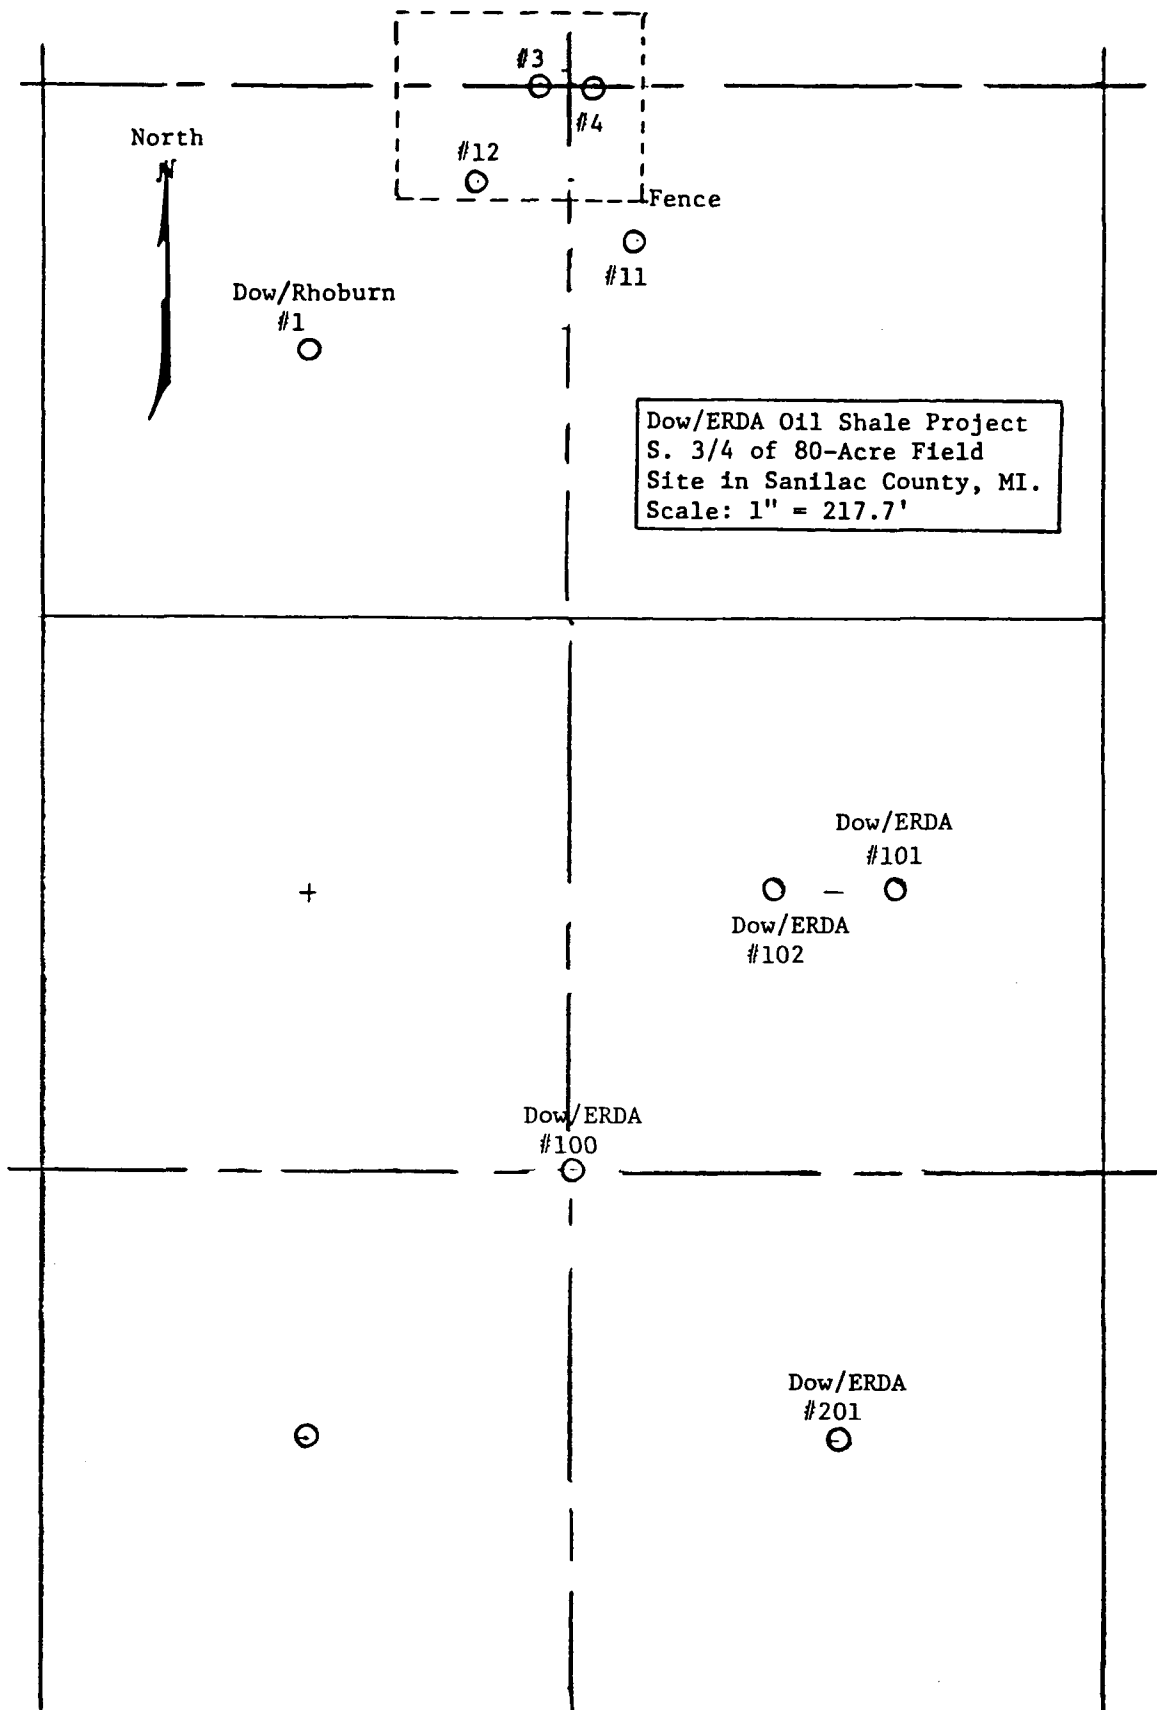 #3
#4
North
N
#12
Fence
#11
Dow/Rhoburn
#1
Dow/ERDA Oil Shale Project
S. 3/4 of 80-Acre Field
Site in Sanilac County, MI.
Scale: 1" = 217.7'
Dow/ERDA
#101
Dow/ERDA
#102
Dow/ERDA
#100
Dow/ERDA
#201